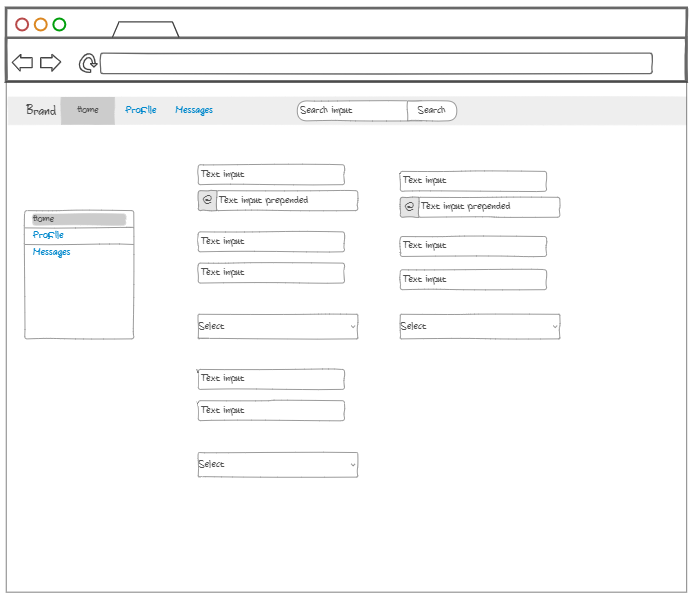 Brand Home Profile Messages Search input Search
Home
Profile
Messages
Text input
@ Text input prepended
Text input
Text input
Select
Text input
Text input
Select
Text input
@ Text input prepended
Text input
Text input
Select